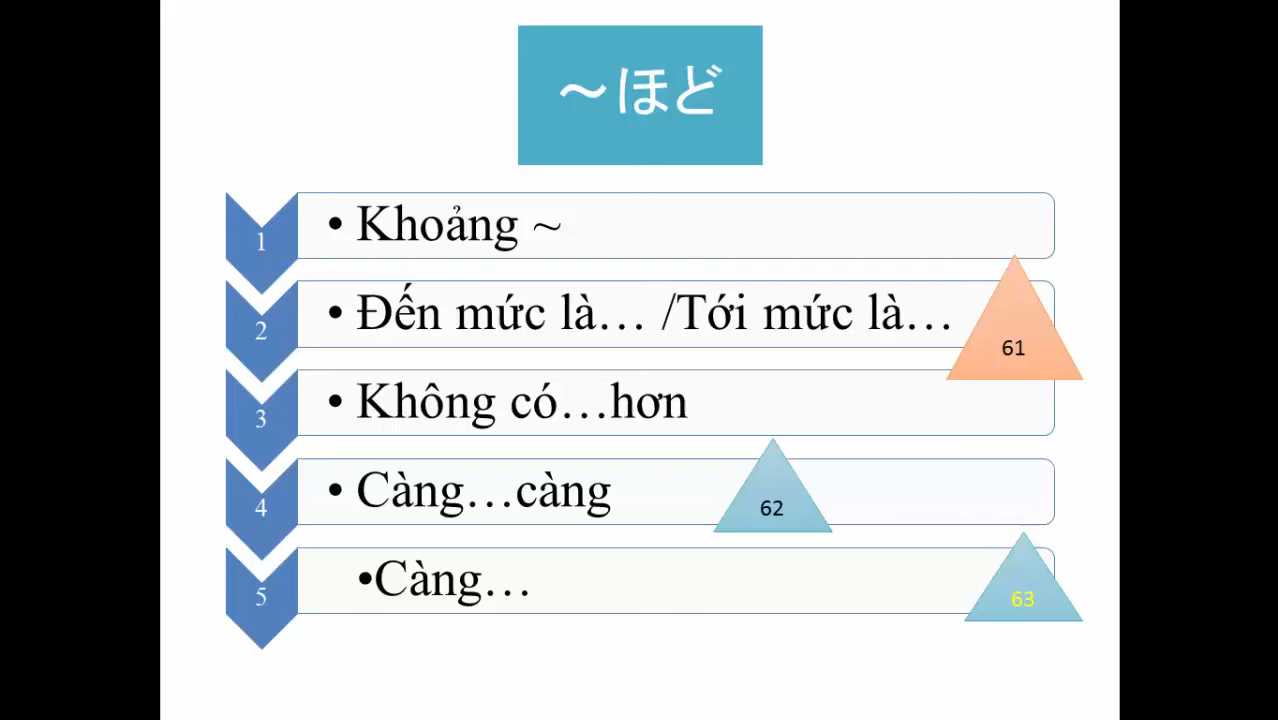 ～ほど
1
• Khoảng ~
2
• Đến mức là… /Tới mức là…
61
3
• Không có…hơn
4
• Càng…càng
62
5
•Càng…
63